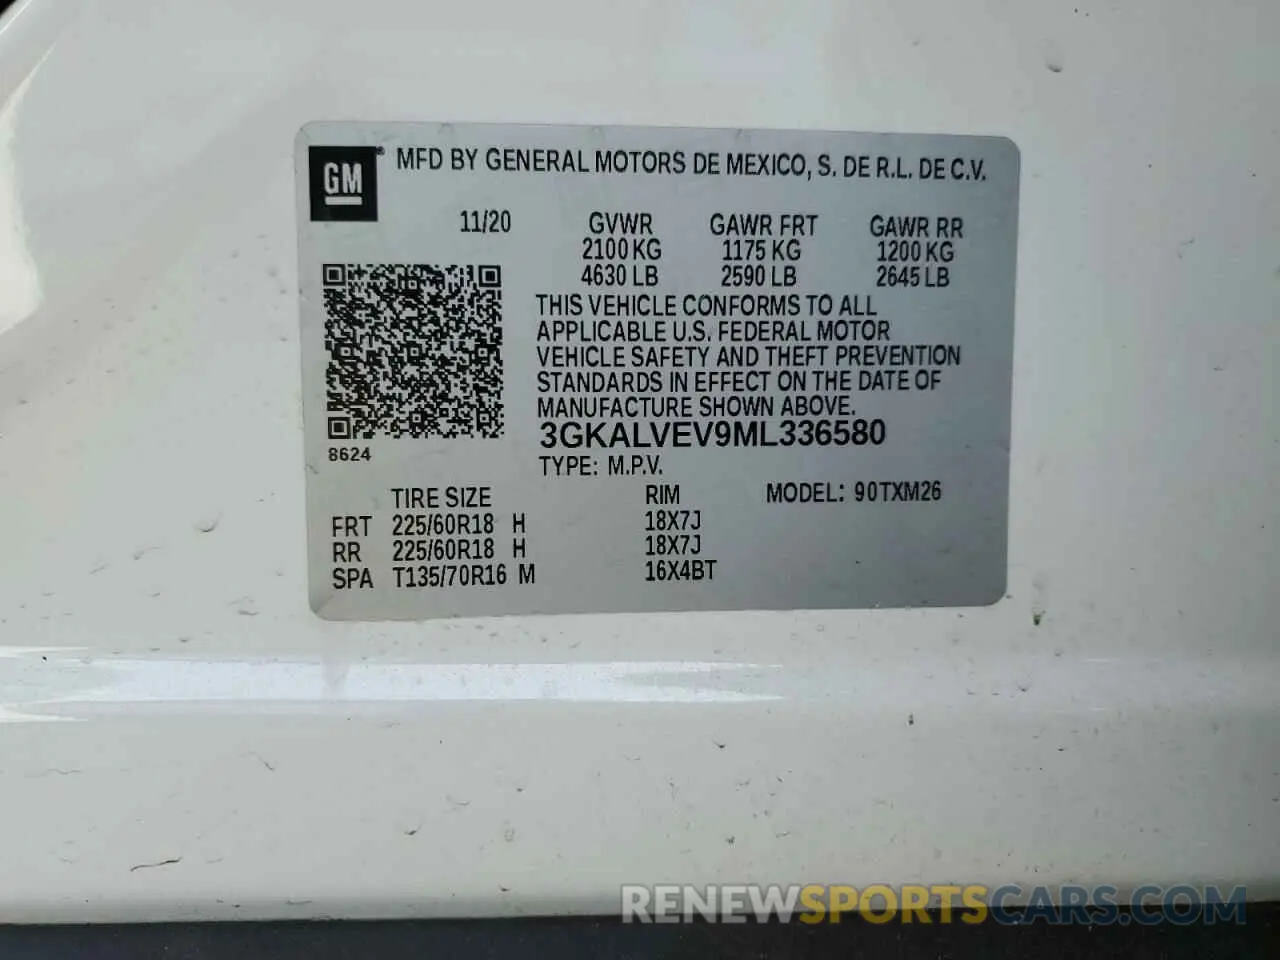 GM® MFD BY GENERAL MOTORS DE MEXICO, S. DE R.L. DE C.V.
11/20 GVWR GAWR FRT GAWR RR
2100 KG 1175 KG 1200 KG
4630 LB 2590 LB 2645 LB
THIS VEHICLE CONFORMS TO ALL
APPLICABLE U.S. FEDERAL MOTOR
VEHICLE SAFETY AND THEFT PREVENTION
STANDARDS IN EFFECT ON THE DATE OF
MANUFACTURE SHOWN ABOVE.
3GKALVEV9ML336580
8624
TYPE: M.P.V.
TIRE SIZE RIM MODEL: 90TXM26
FRT 225/60R18 H 18X7J
RR 225/60R18 H 18X7J
SPA T135/70R16 M 16X4BT
RENEWSPORTSCARS.COM